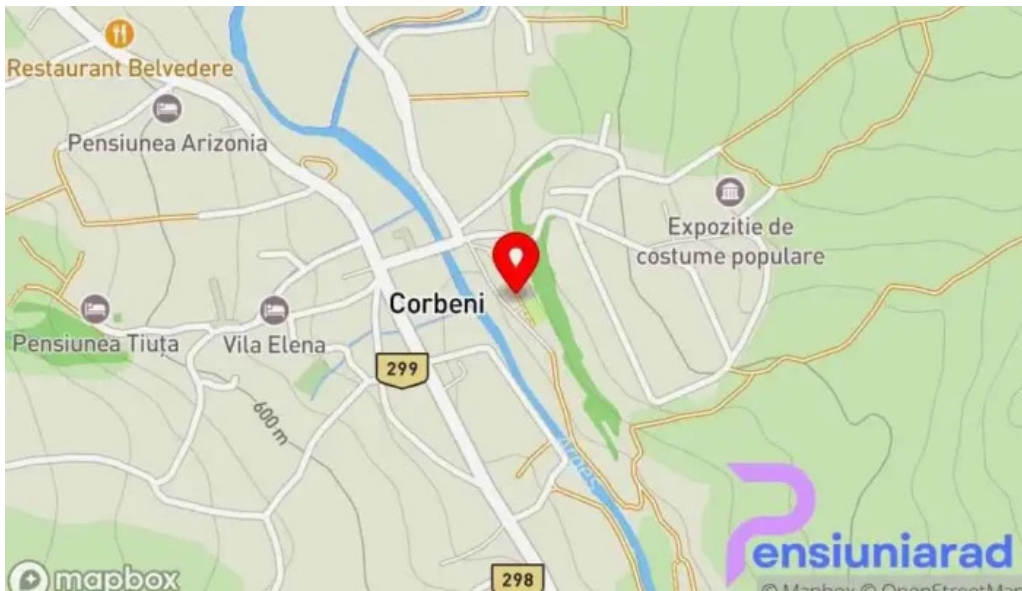 Restaurant Belvedere
Pensiunea Arizonia
Expozitie de
costume populare
Corbeni
Pensiunea Tiuța
Vila Elena
299
600 m
Argeș
Pensiuniarad
mapbox
298
© Mapbox © OpenStreetMap